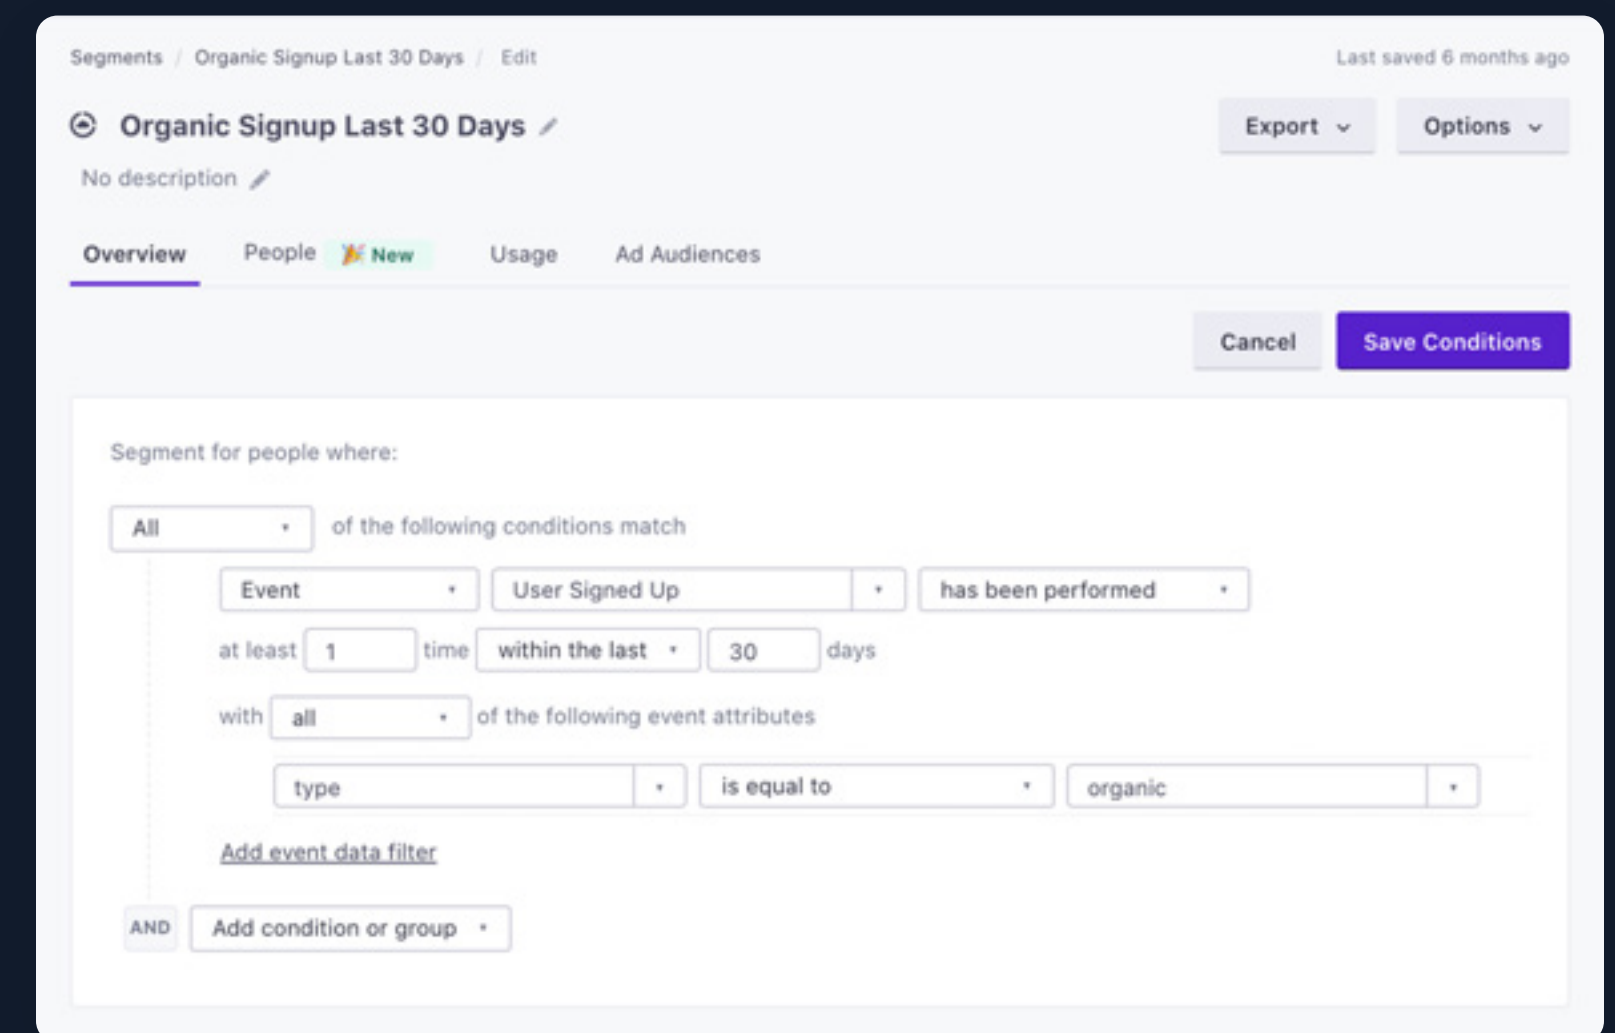 Segments / Organic Signup Last 30 Days / Edit
Last saved 6 months ago
Organic Signup Last 30 Days
Export
Options
No description
Overview
People
New
Usage
Ad Audiences
Cancel
Save Conditions
Segment for people where:
All of the following conditions match
Event User Signed Up has been performed
at least 1 time within the last 30 days
with all of the following event attributes
type is equal to organic
Add event data filter
AND Add condition or group